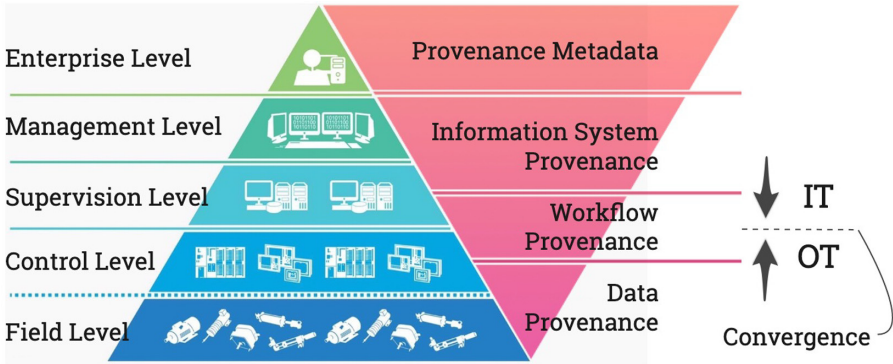 Enterprise Level
Management Level
Supervision Level
Control Level
Field Level
Provenance Metadata
Information System
Provenance
Workflow
Provenance
Data
Provenance
IT
OT
Convergence